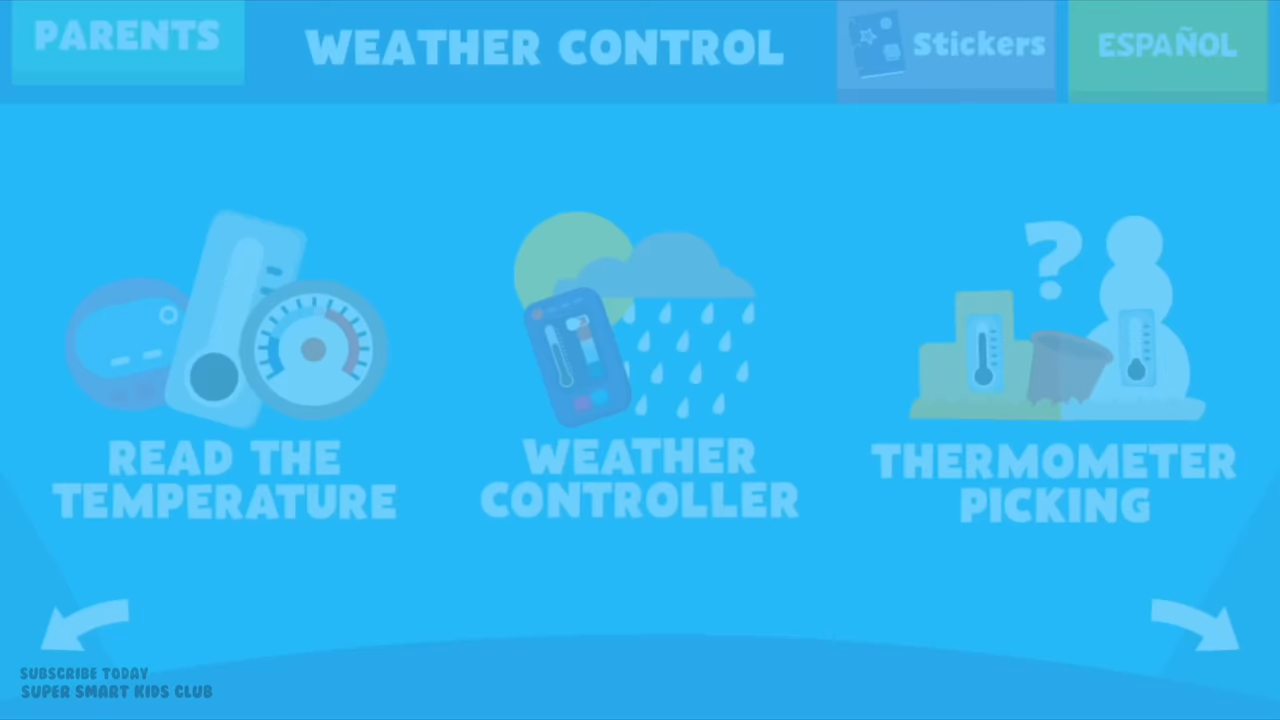 PARENTS
WEATHER CONTROL
Stickers
ESPAÑOL
?
READ THE
TEMPERATURE
WEATHER
CONTROLLER
THERMOMETER
PICKING
SUBSCRIBE TODAY
SUPER SMART KIDS CLUB